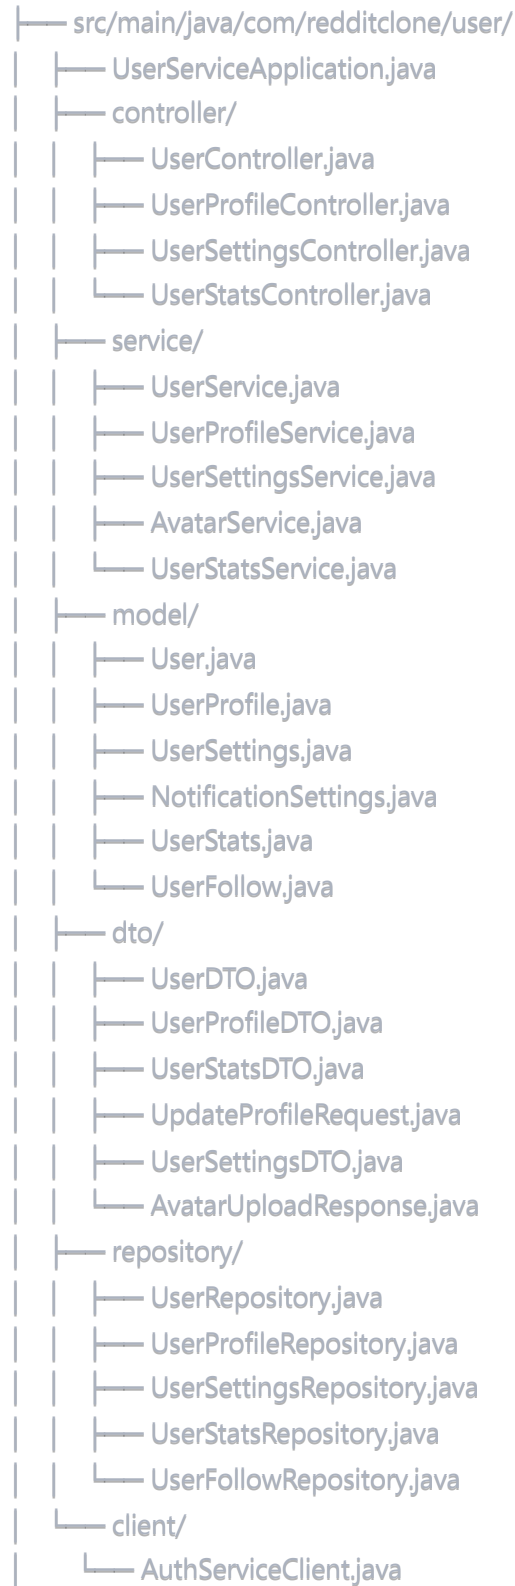 ├── src/main/java/com/redditclone/user/
│   ├── UserServiceApplication.java
│   ├── controller/
│   │   ├── UserController.java
│   │   ├── UserProfileController.java
│   │   ├── UserSettingsController.java
│   │   └── UserStatsController.java
│   ├── service/
│   │   ├── UserService.java
│   │   ├── UserProfileService.java
│   │   ├── UserSettingsService.java
│   │   ├── AvatarService.java
│   │   └── UserStatsService.java
│   ├── model/
│   │   ├── User.java
│   │   ├── UserProfile.java
│   │   ├── UserSettings.java
│   │   ├── NotificationSettings.java
│   │   ├── UserStats.java
│   │   └── UserFollow.java
│   ├── dto/
│   │   ├── UserDTO.java
│   │   ├── UserProfileDTO.java
│   │   ├── UserStatsDTO.java
│   │   ├── UpdateProfileRequest.java
│   │   ├── UserSettingsDTO.java
│   │   └── AvatarUploadResponse.java
│   ├── repository/
│   │   ├── UserRepository.java
│   │   ├── UserProfileRepository.java
│   │   ├── UserSettingsRepository.java
│   │   ├── UserStatsRepository.java
│   │   └── UserFollowRepository.java
│   └── client/
│       └── AuthServiceClient.java